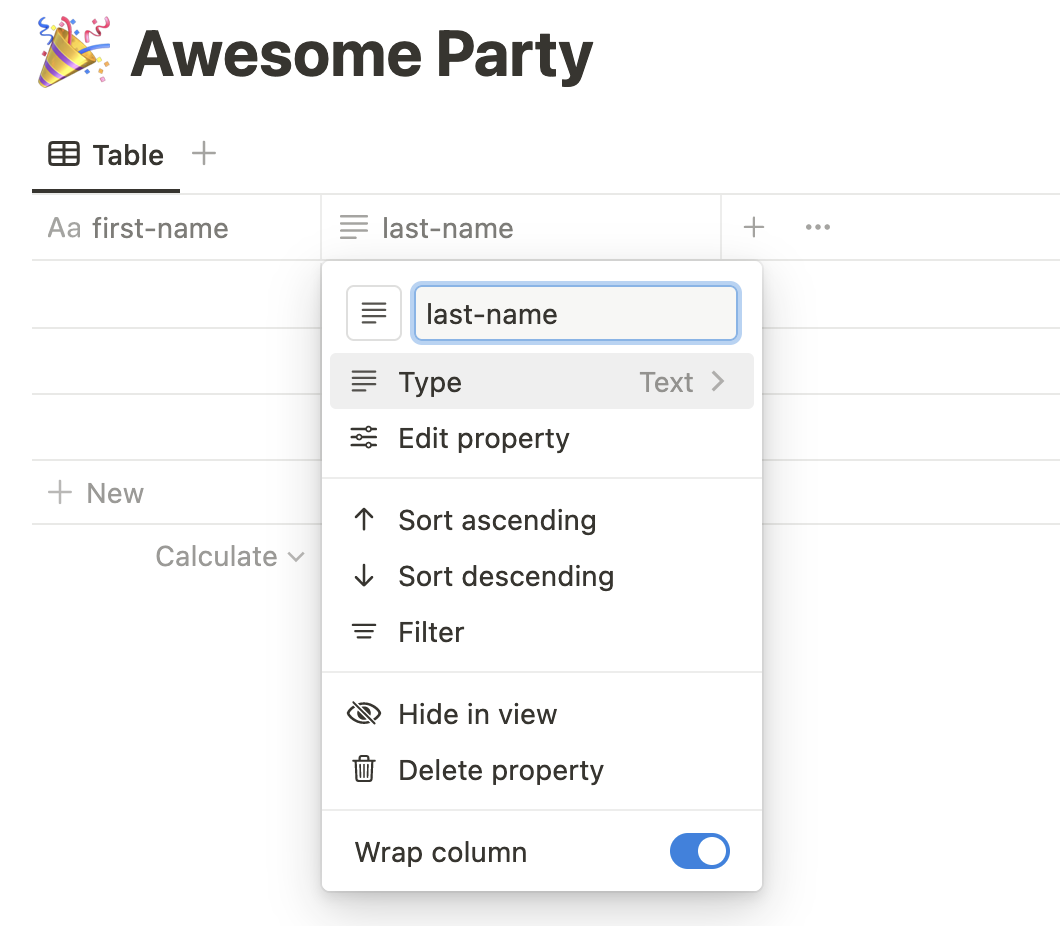 Awesome Party
Table
Aa first-name
last-name
last-name
Type Text
Edit property
New
Sort ascending
Calculate
Sort descending
Filter
Hide in view
Delete property
Wrap column